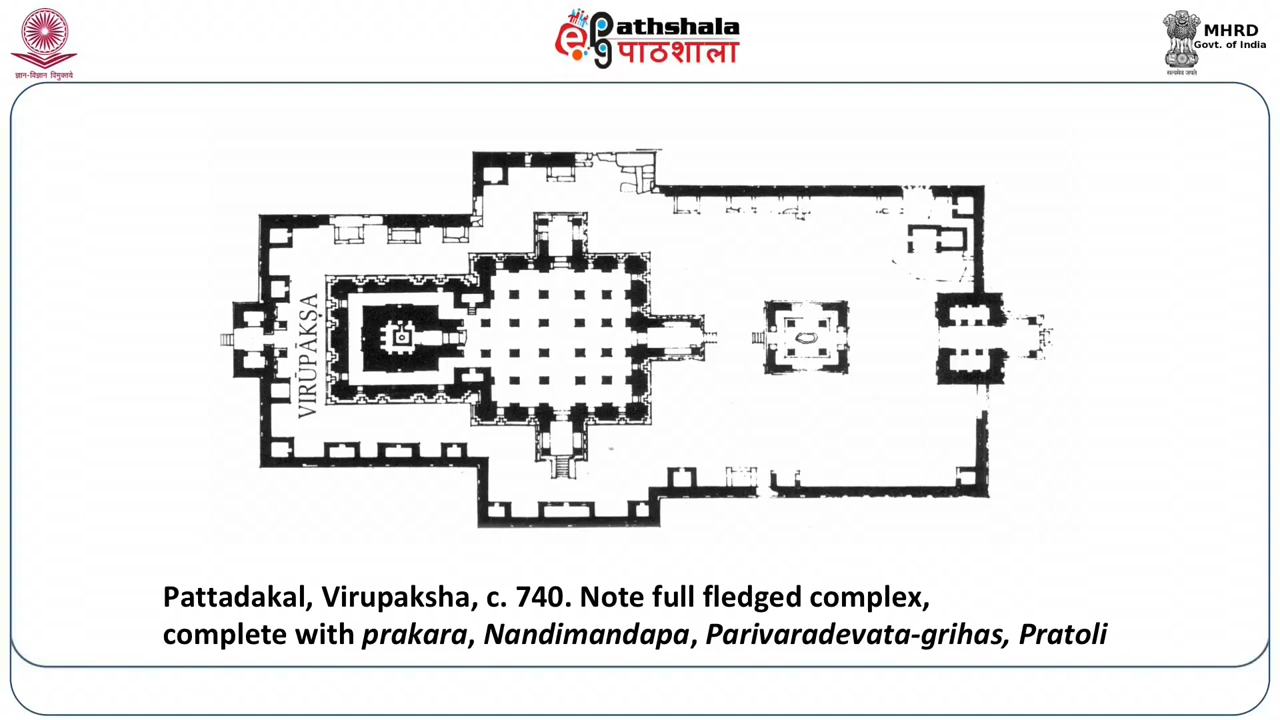 ज्ञान-विज्ञान विमुक्तये
ePathshala
पाठशाला
MHRD
Govt. of India
सत्यमेव जयते
VIRŪPĀKṢA
Pattadakal, Virupaksha, c. 740. Note full fledged complex,
complete with prakara, Nandimandapa, Parivaradevata-grihas, Pratoli